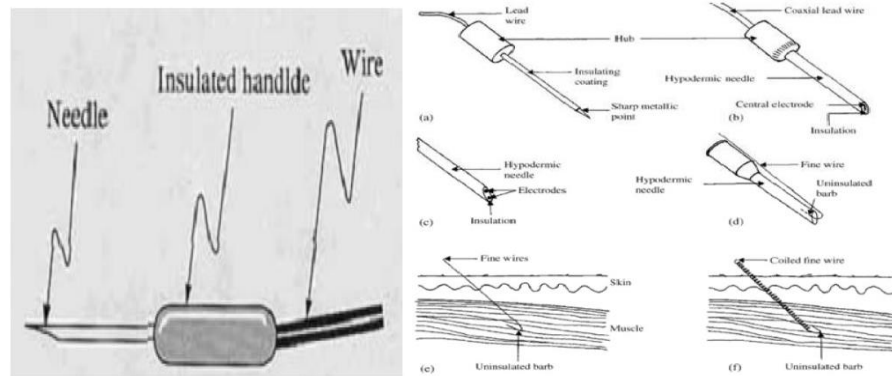 Needle
Insulated handlde
Wire
Lead
wire
Hub
Insulating
coating
Sharp metallic
point
(a)
Coaxial lead wire
Hypodermic needle
Central electrode
Insulation
(b)
Hypodermic
needle
Electrodes
Insulation
(c)
Fine wire
Hypodermic
needle
Uninsulated
barb
(d)
Fine wires
Skin
Muscle
Uninsulated barb
(e)
Coiled fine wire
Uninsulated barb
(f)